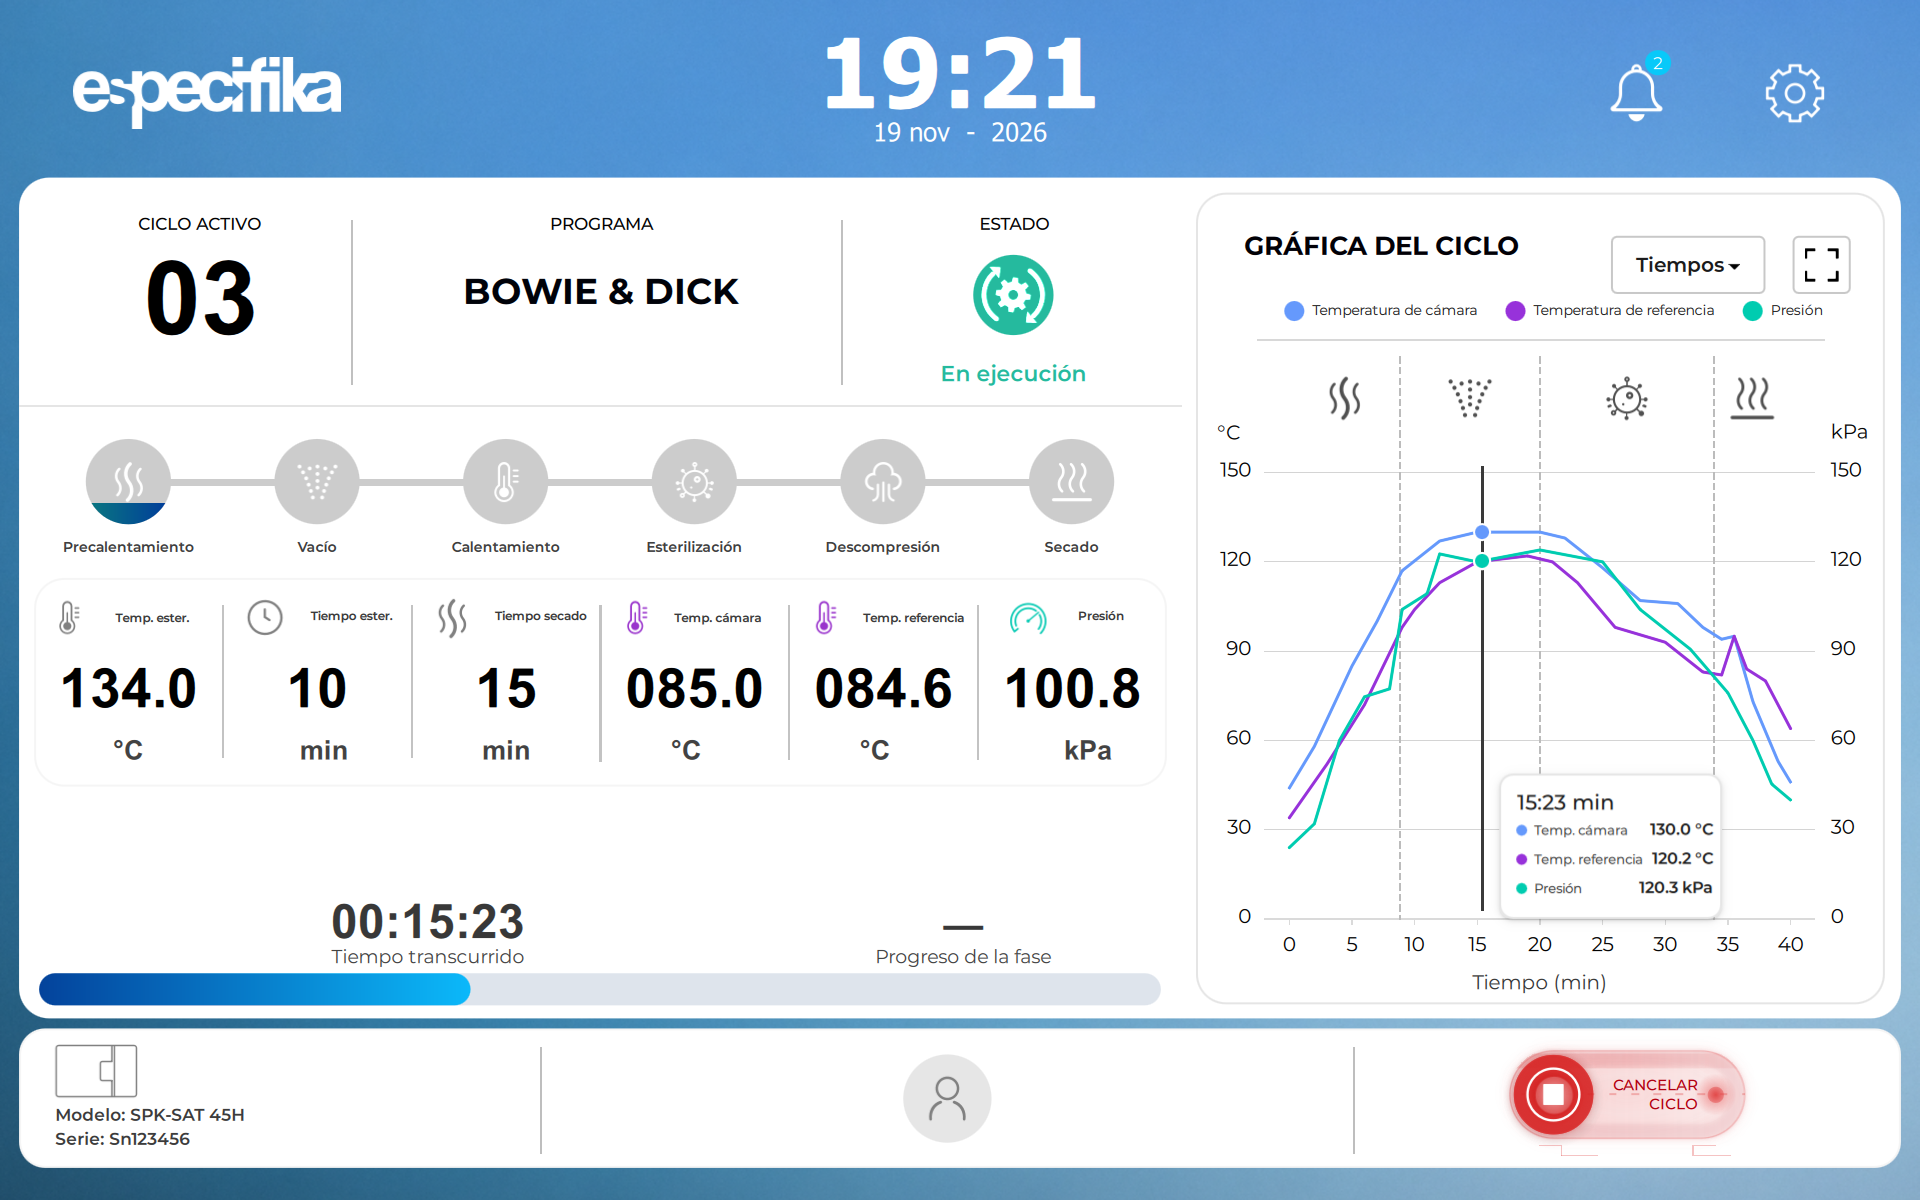 especifika
19:21
19 nov - 2026
2
CICLO ACTIVO
03
PROGRAMA
BOWIE & DICK
ESTADO
En ejecución
Precalentamiento
Vacío
Calentamiento
Esterilización
Descompresión
Secado
Temp. ester.
134.0
°C
Tiempo ester.
10
min
Tiempo secado
15
min
Temp. cámara
085.0
°C
Temp. referencia
084.6
°C
Presión
100.8
kPa
00:15:23
Tiempo transcurrido
—
Progreso de la fase
GRÁFICA DEL CICLO
Tiempos
Temperatura de cámara
Temperatura de referencia
Presión
°C
kPa
150
150
120
120
90
90
60
60
30
30
0
0
15:23 min
Temp. cámara 130.0 °C
Temp. referencia 120.2 °C
Presión 120.3 kPa
0 5 10 15 20 25 30 35 40
Tiempo (min)
Modelo: SPK-SAT 45H
Serie: Sn123456
CANCELAR
CICLO